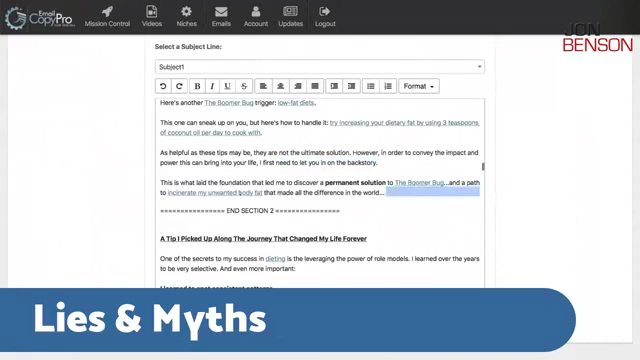 Email
CopyPro
Mission Control
Videos
Niches
Emails
Account
Updates
Logout
JON
BENSON
Select a Subject Line:
Subject1
B I U S Format
Here's another The Boomer Bug trigger: low-fat diets.
This one can sneak up on you, but here's how to handle it: try increasing your dietary fat by using 3 teaspoons
of coconut oil per day to cook with.
As helpful as these tips may be, they are not the ultimate solution. However, in order to convey the impact and
power this can bring into your life, I first need to let you in on the backstory.
This is what laid the foundation that led me to discover a permanent solution to The Boomer Bug...and a path
to incinerate my unwanted body fat that made all the difference in the world...
================ END SECTION 2 ================
A Tip I Picked Up Along The Journey That Changed My Life Forever
One of the secrets to my success in dieting is the leveraging the power of role models. I learned over the years
to be very selective. And even more important:
I learned to spot consistent patterns
Lies & Myths